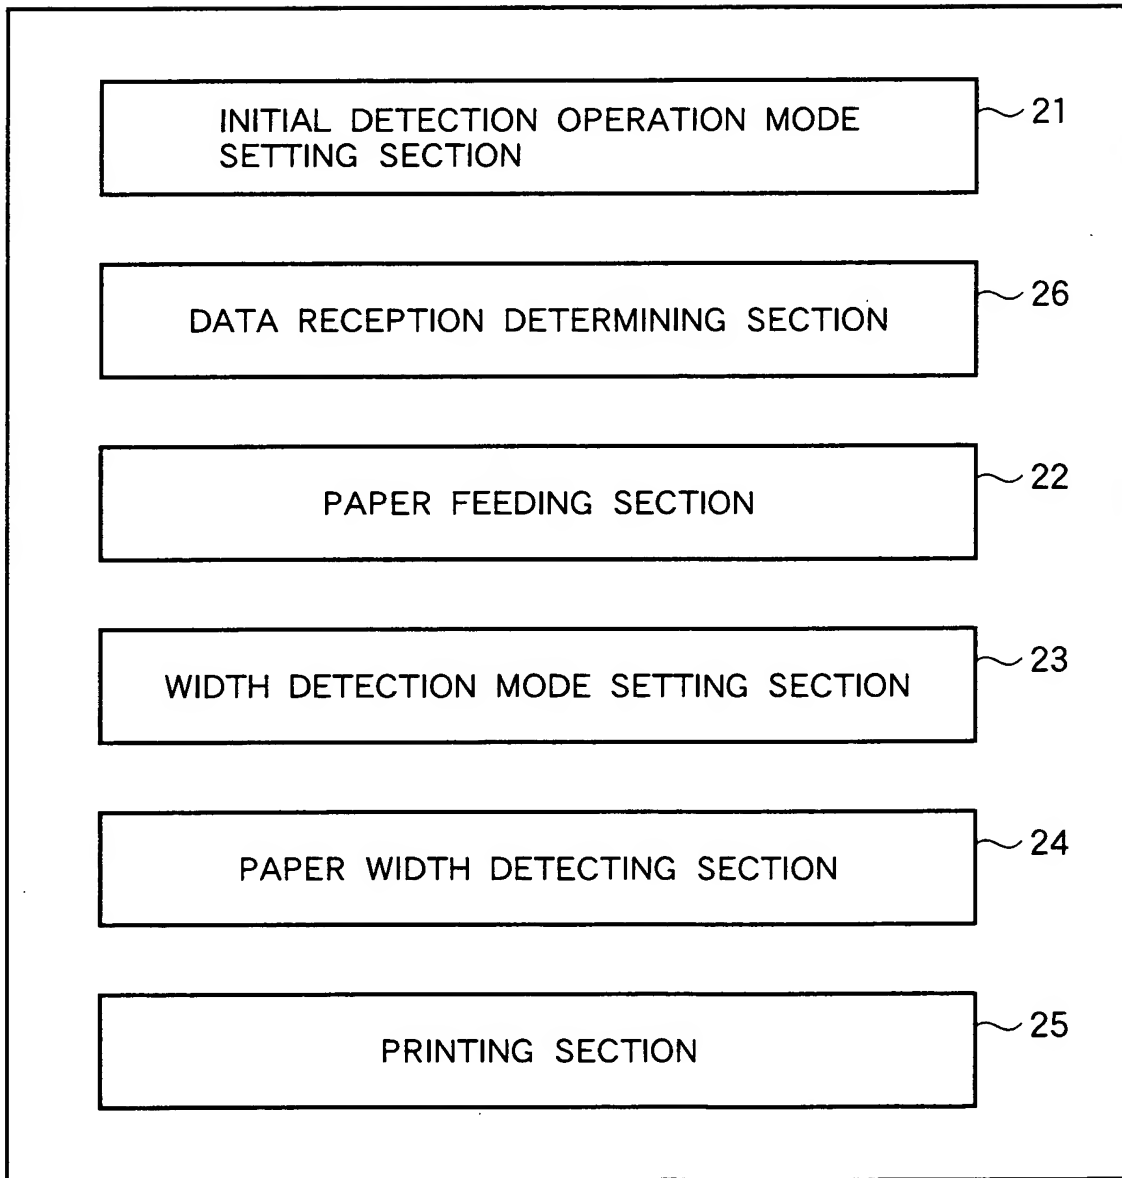 INITIAL DETECTION OPERATION MODE
SETTING SECTION
21
DATA RECEPTION DETERMINING SECTION
26
PAPER FEEDING SECTION
22
WIDTH DETECTION MODE SETTING SECTION
23
PAPER WIDTH DETECTING SECTION
24
PRINTING SECTION
25